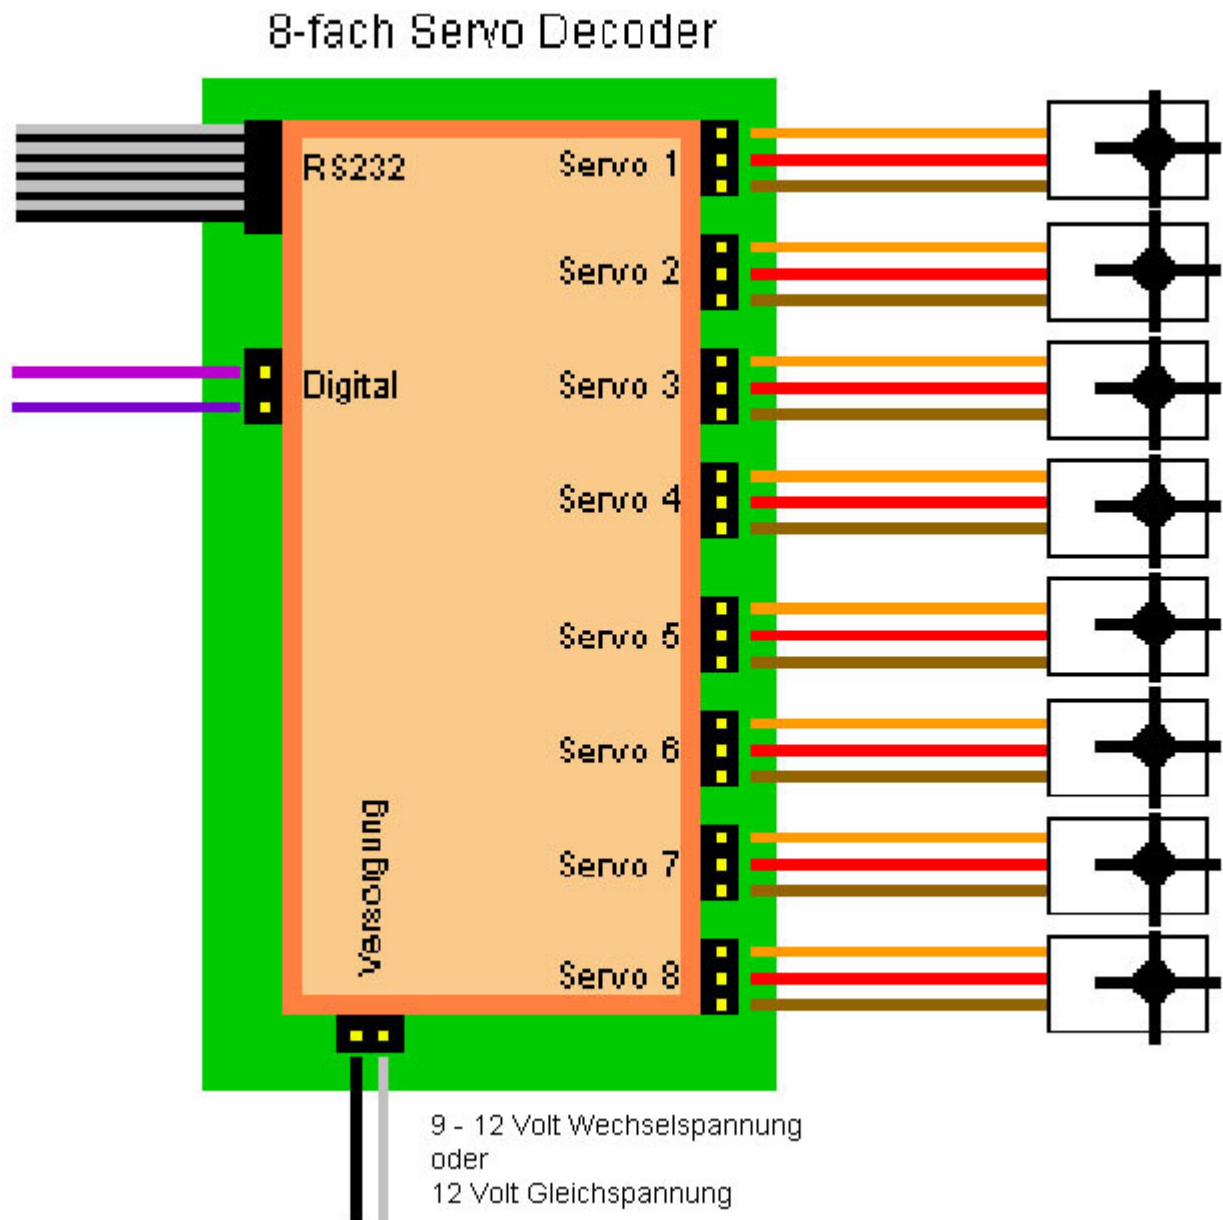 8-fach Servo Decoder
RS232
Servo 1
Servo 2
Digital
Servo 3
Servo 4
Servo 5
Servo 6
Versorgung
Servo 7
Servo 8
9 - 12 Volt Wechselspannung
oder
12 Volt Gleichspannung